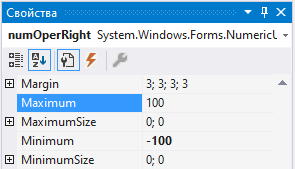 Свойства
numOperRight System.Windows.Forms.NumericU
Margin 3; 3; 3; 3
Maximum 100
MaximumSize 0; 0
Minimum -100
MinimumSize 0; 0